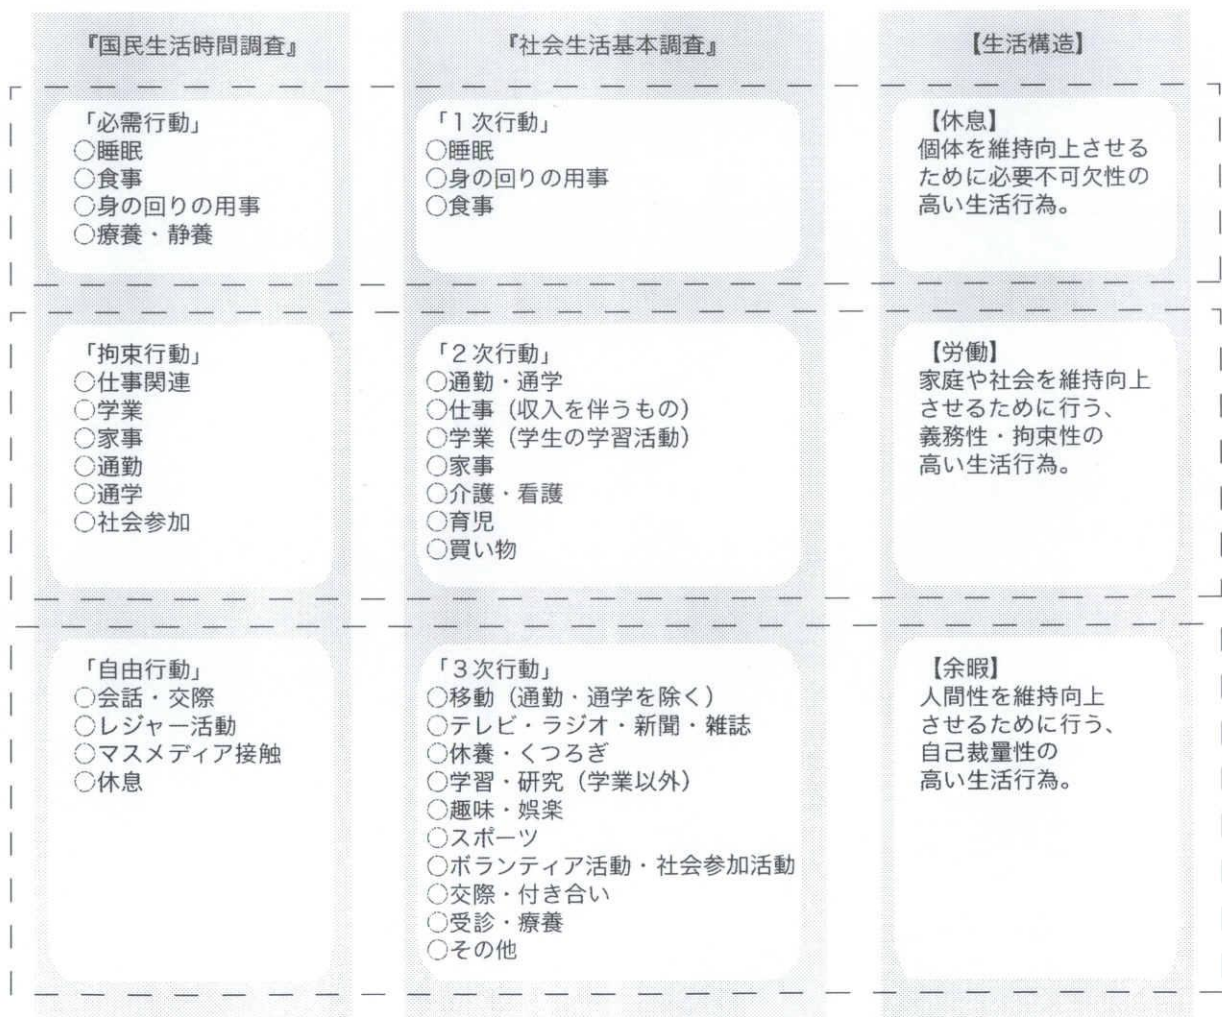 『国民生活時間調査』
『社会生活基本調査』
【生活構造】
「必需行動」
○睡眠
○食事
○身の回りの用事
○療養・静養
「1次行動」
○睡眠
○身の回りの用事
○食事
【休息】
個体を維持向上させる
ために必要不可欠性の
高い生活行為。
「拘束行動」
○仕事関連
○学業
○家事
○通勤
○通学
○社会参加
「2次行動」
○通勤・通学
○仕事（収入を伴うもの）
○学業（学生の学習活動）
○家事
○介護・看護
○育児
○買い物
【労働】
家庭や社会を維持向上
させるために行う、
義務性・拘束性の
高い生活行為。
「自由行動」
○会話・交際
○レジャー活動
○マスメディア接触
○休息
「3次行動」
○移動（通勤・通学を除く）
○テレビ・ラジオ・新聞・雑誌
○休養・くつろぎ
○学習・研究（学業以外）
○趣味・娯楽
○スポーツ
○ボランティア活動・社会参加活動
○交際・付き合い
○受診・療養
○その他
【余暇】
人間性を維持向上
させるために行う、
自己裁量性の
高い生活行為。